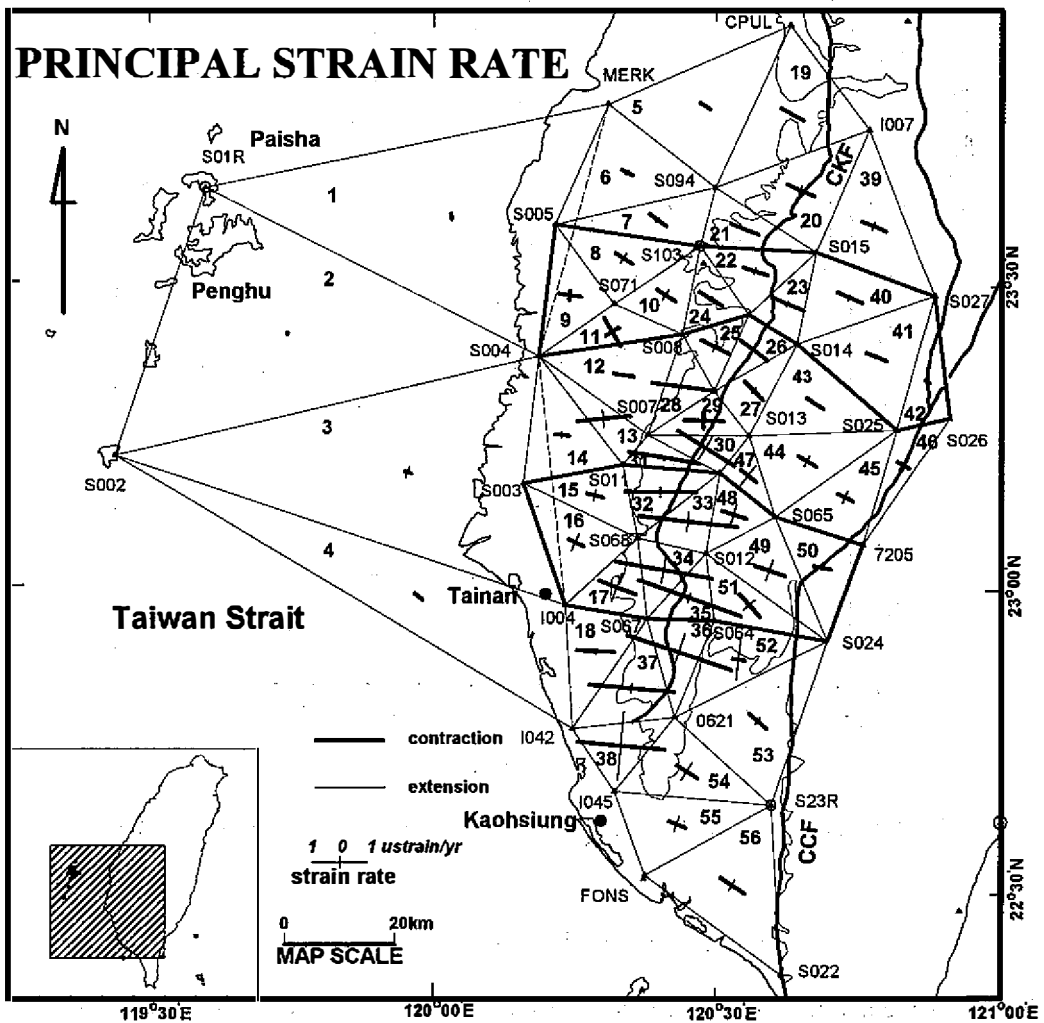 CPUL
PRINCIPAL STRAIN RATE
19
MERK
5
N
I007
Paisha
S01R
CKF
6
S094
39
1
20
S005
7
21
8
S103
22
S015
2
S071
23
Penghu
10
40
S027
23°30'N
9
24
41
11
25
S004
S008
26
S014
12
43
S007
28
29
27
42
3
13
S013
S025
46
S026
30
44
14
31
47
45
S002
S011
S003
15
32
33
48
16
S065
S068
49
7205
4
34
S012
50
23°00'N
51
Tainan
17
Taiwan Strait
I004
35
S067
36
S064
18
52
S024
37
0621
contraction
I042
53
38
54
extension
I045
S23R
Kaohsiung
55
56
1 0 1 ustrain/yr
strain rate
CCF
FONS
22°30'N
0 20km
MAP SCALE
S022
119°30'E
120°00'E
120°30'E
121°00'E